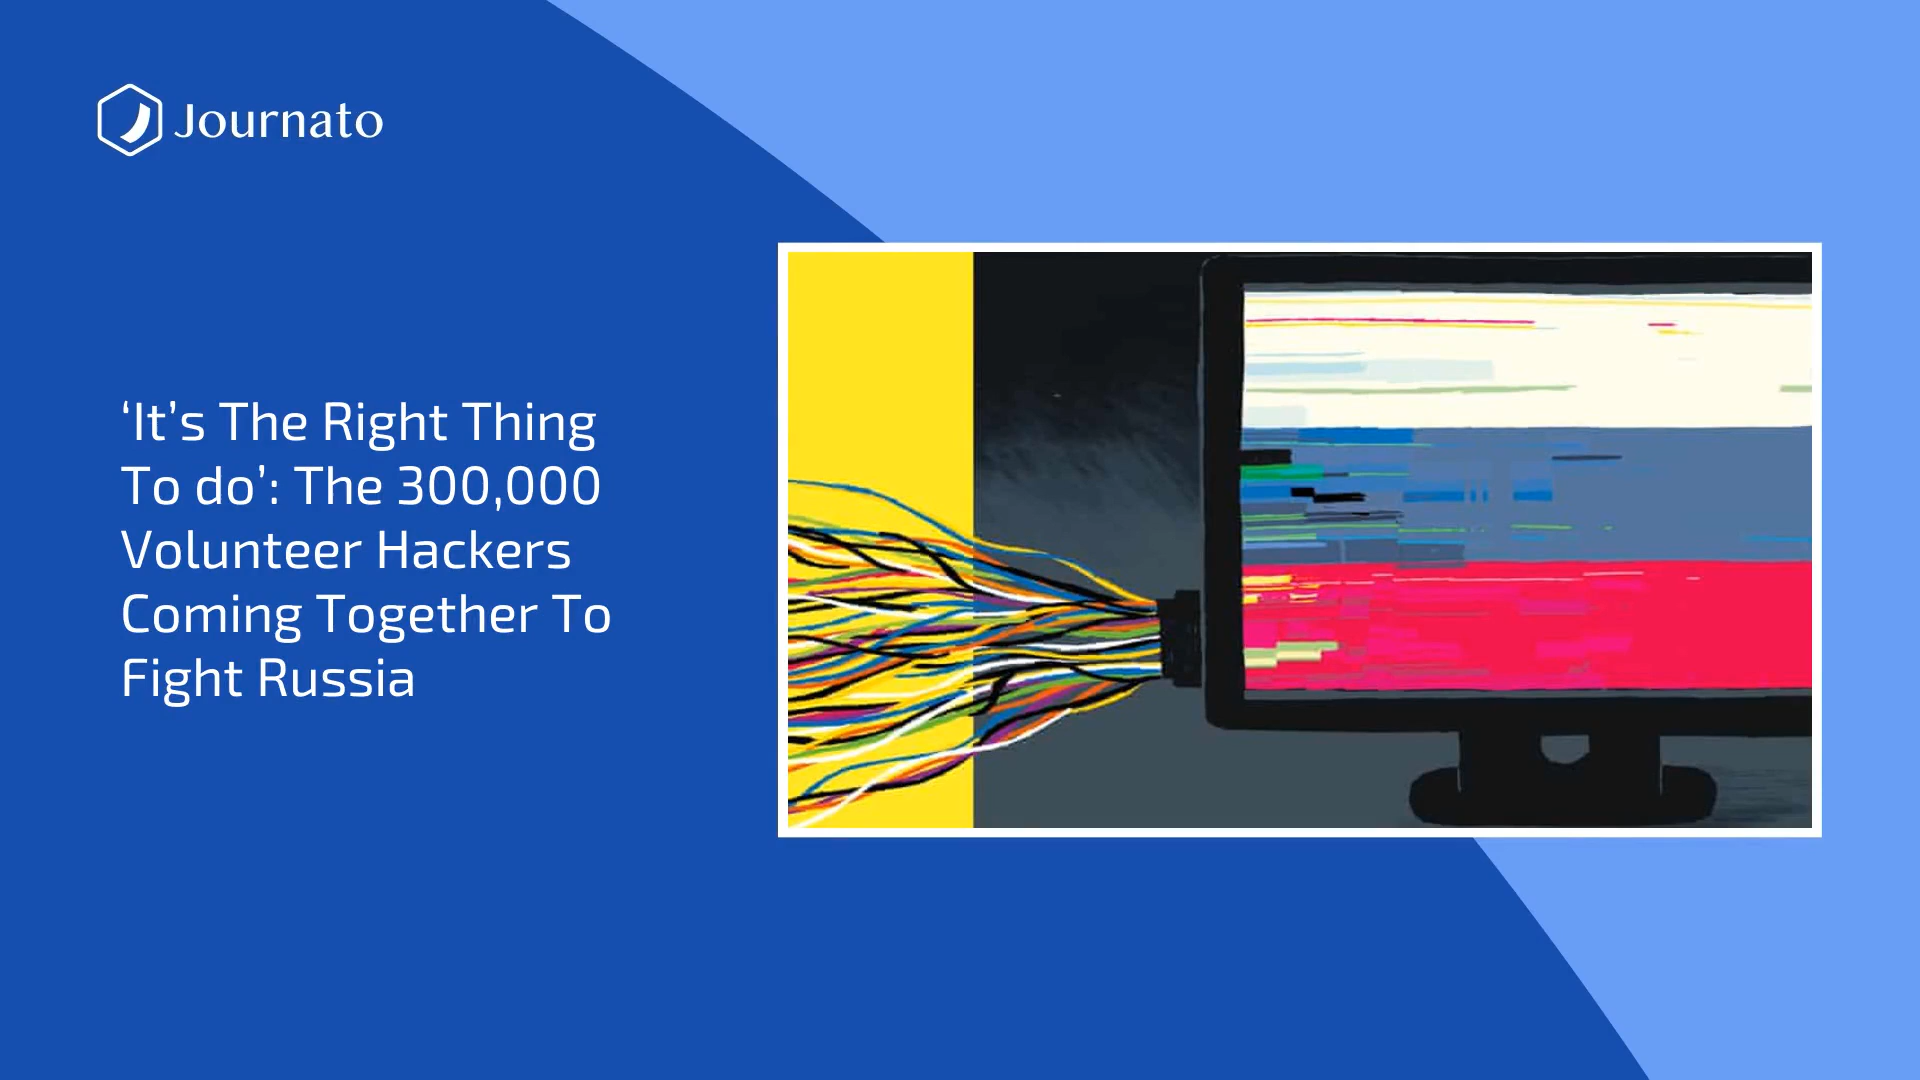 Journato
‘It’s The Right Thing
To do’: The 300,000
Volunteer Hackers
Coming Together To
Fight Russia